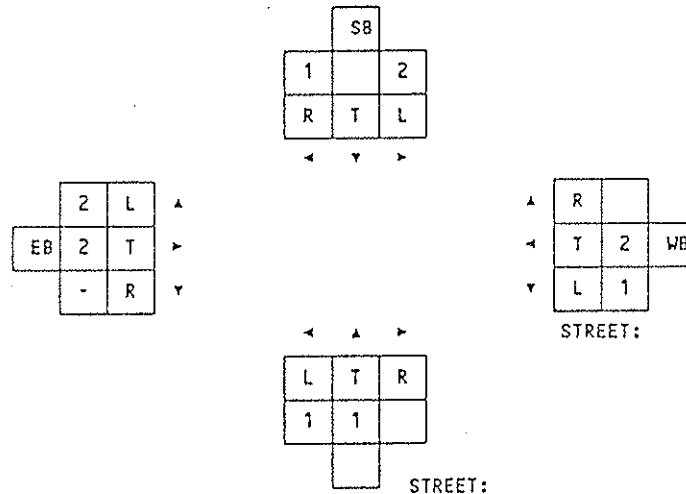 SB
1 2
R T L
2 L
EB 2 T
- R
R
T 2 WB
L 1
STREET:
L T R
1 1
STREET: